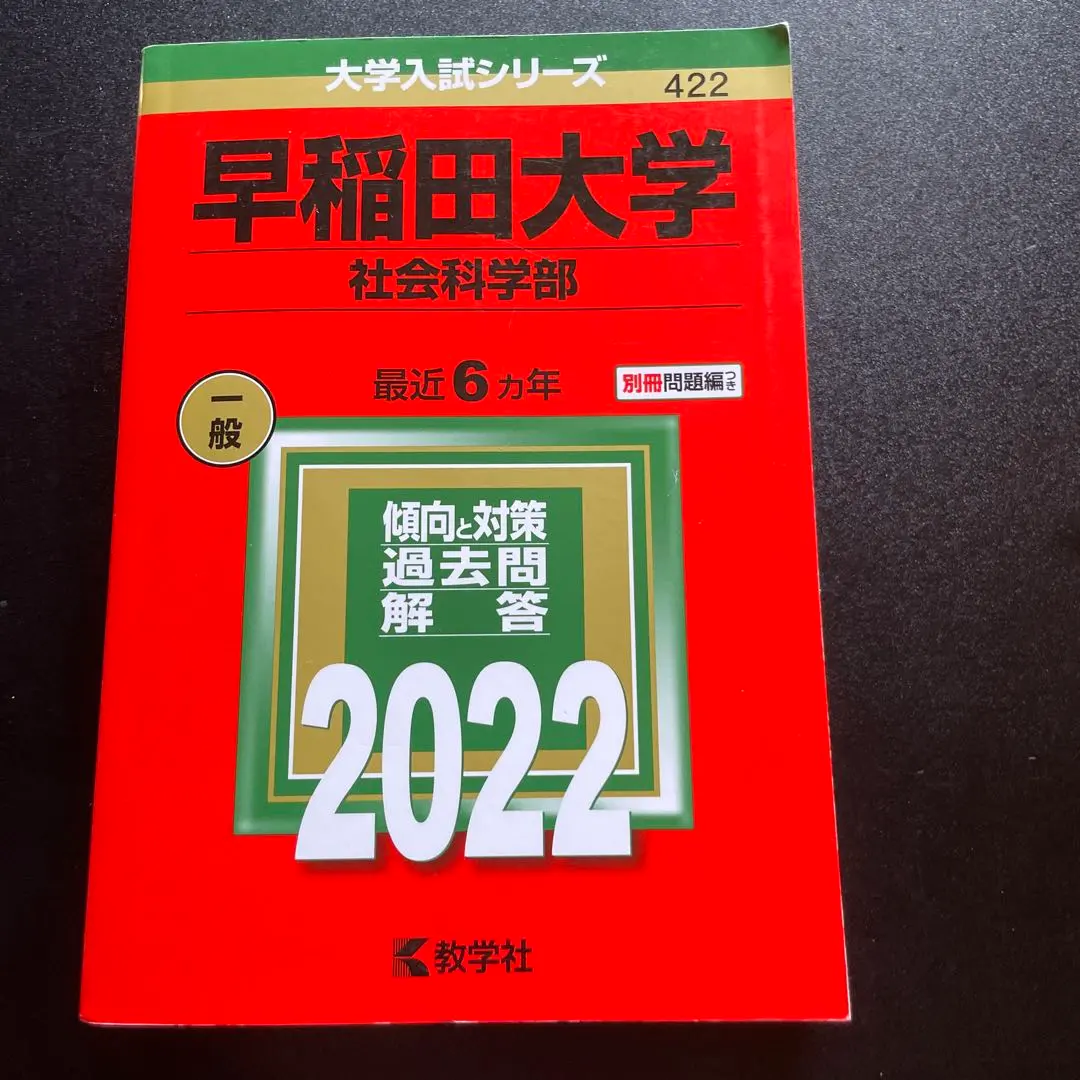 大学入試シリーズ
422
早稲田大学
社会科学部
最近6カ年
別冊問題編つき
一般
傾向と対策
過去問
解答
2022
教学社